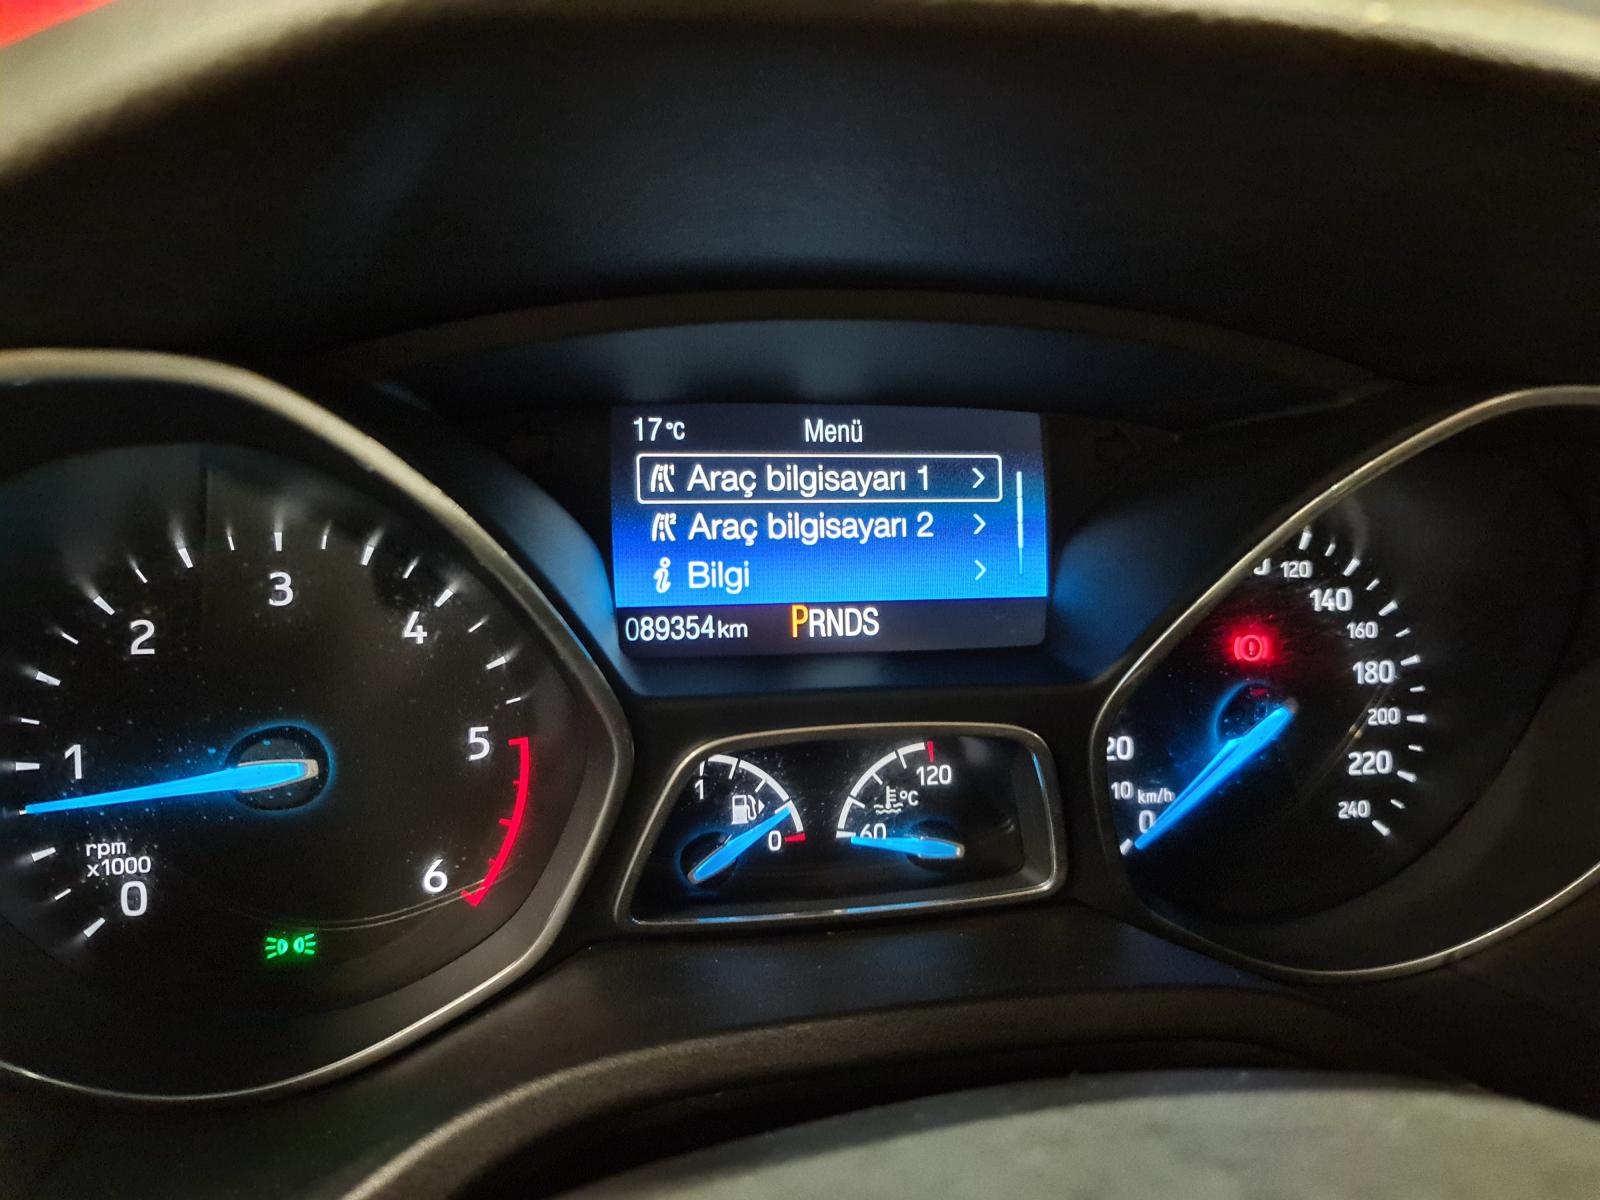 17°C Menü
Araç bilgisayarı 1
Araç bilgisayarı 2
Bilgi
089354km PRNDS
0
1
2
3
4
5
6
rpm
x1000
1
0
60
120
°C
0
10
20
km/h
120
140
160
180
200
220
240